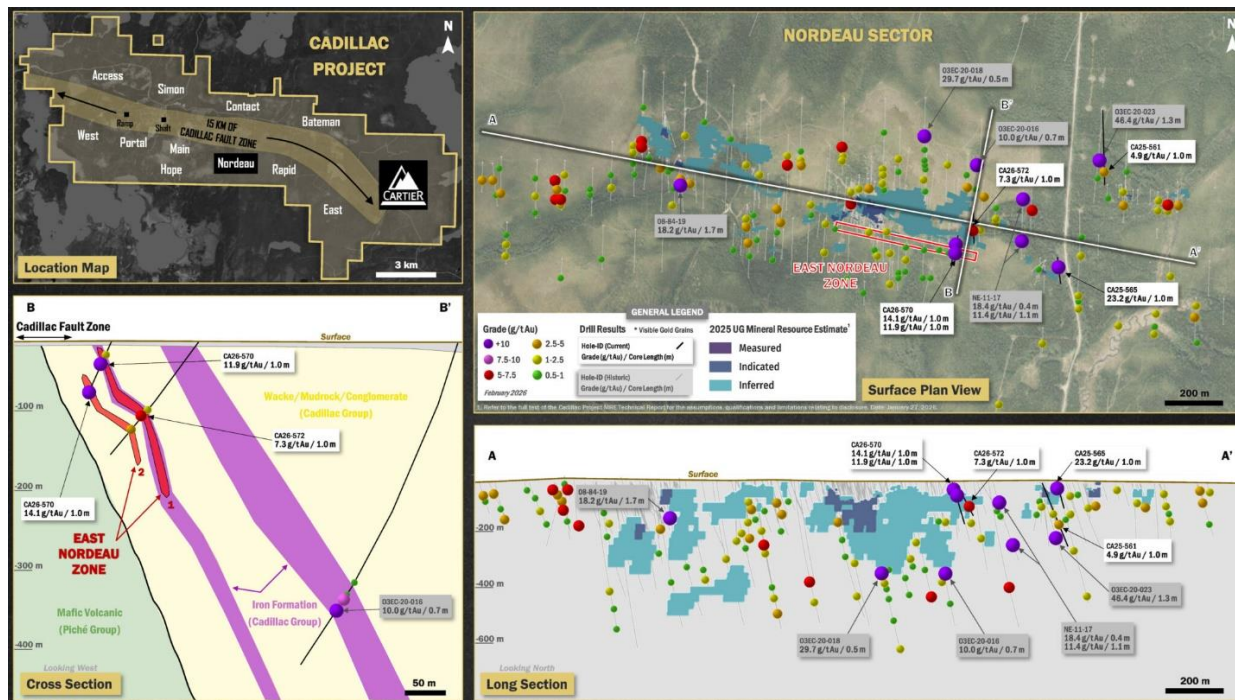 CADILLAC
PROJECT
N
Access
Simon
Contact
Bateman
15 KM OF
CADILLAC FAULT ZONE
Ramp
Shaft
West
Portal
Main
Hope
Nordeau
Rapid
East
CARTIER
3 km
Location Map
NORDEAU SECTOR
N
O3EC-20-018
29.7 g/tAu / 0.5 m
B'
O3EC-20-016
10.0 g/tAu / 0.7 m
O3EC-20-023
46.4 g/tAu / 1.3 m
CA25-561
4.9 g/tAu / 1.0 m
CA26-572
7.3 g/tAu / 1.0 m
A
08-84-19
18.2 g/tAu / 1.7 m
EAST NORDEAU
ZONE
B
A'
CA26-570
14.1 g/tAu / 1.0 m
11.9 g/tAu / 1.0 m
NE-11-17
18.4 g/tAu / 0.4 m
11.4 g/tAu / 1.1 m
CA25-565
23.2 g/tAu / 1.0 m
GENERAL LEGEND
Grade (g/tAu)
+10
7.5-10
5-7.5
2.5-5
1-2.5
0.5-1
February 2026
Drill Results
* Visible Gold Grains
Hole-ID (Current)
Grade (g/tAu) / Core Length (m)
Hole-ID (Historic)
Grade (g/tAu) / Core Length (m)
2025 UG Mineral Resource Estimate¹
Measured
Indicated
Inferred
Surface Plan View
200 m
B
B'
Cadillac Fault Zone
Surface
CA26-570
11.9 g/tAu / 1.0 m
-100 m
Wacke/Mudrock/Conglomerate
(Cadillac Group)
CA26-572
7.3 g/tAu / 1.0 m
2
1
-200 m
CA26-570
14.1 g/tAu / 1.0 m
EAST
NORDEAU
ZONE
-300 m
Iron Formation
(Cadillac Group)
O3EC-20-016
10.0 g/tAu / 0.7 m
Mafic Volcanic
(Piché Group)
-400 m
Looking West
Cross Section
50 m
A
A'
CA26-570
14.1 g/tAu / 1.0 m
11.9 g/tAu / 1.0 m
CA26-572
7.3 g/tAu / 1.0 m
CA25-565
23.2 g/tAu / 1.0 m
Surface
08-84-19
18.2 g/tAu / 1.7 m
-200 m
CA25-561
4.9 g/tAu / 1.0 m
-400 m
O3EC-20-023
46.4 g/tAu / 1.3 m
NE-11-17
18.4 g/tAu / 0.4 m
11.4 g/tAu / 1.1 m
-600 m
O3EC-20-018
29.7 g/tAu / 0.5 m
O3EC-20-016
10.0 g/tAu / 0.7 m
Looking North
Long Section
200 m